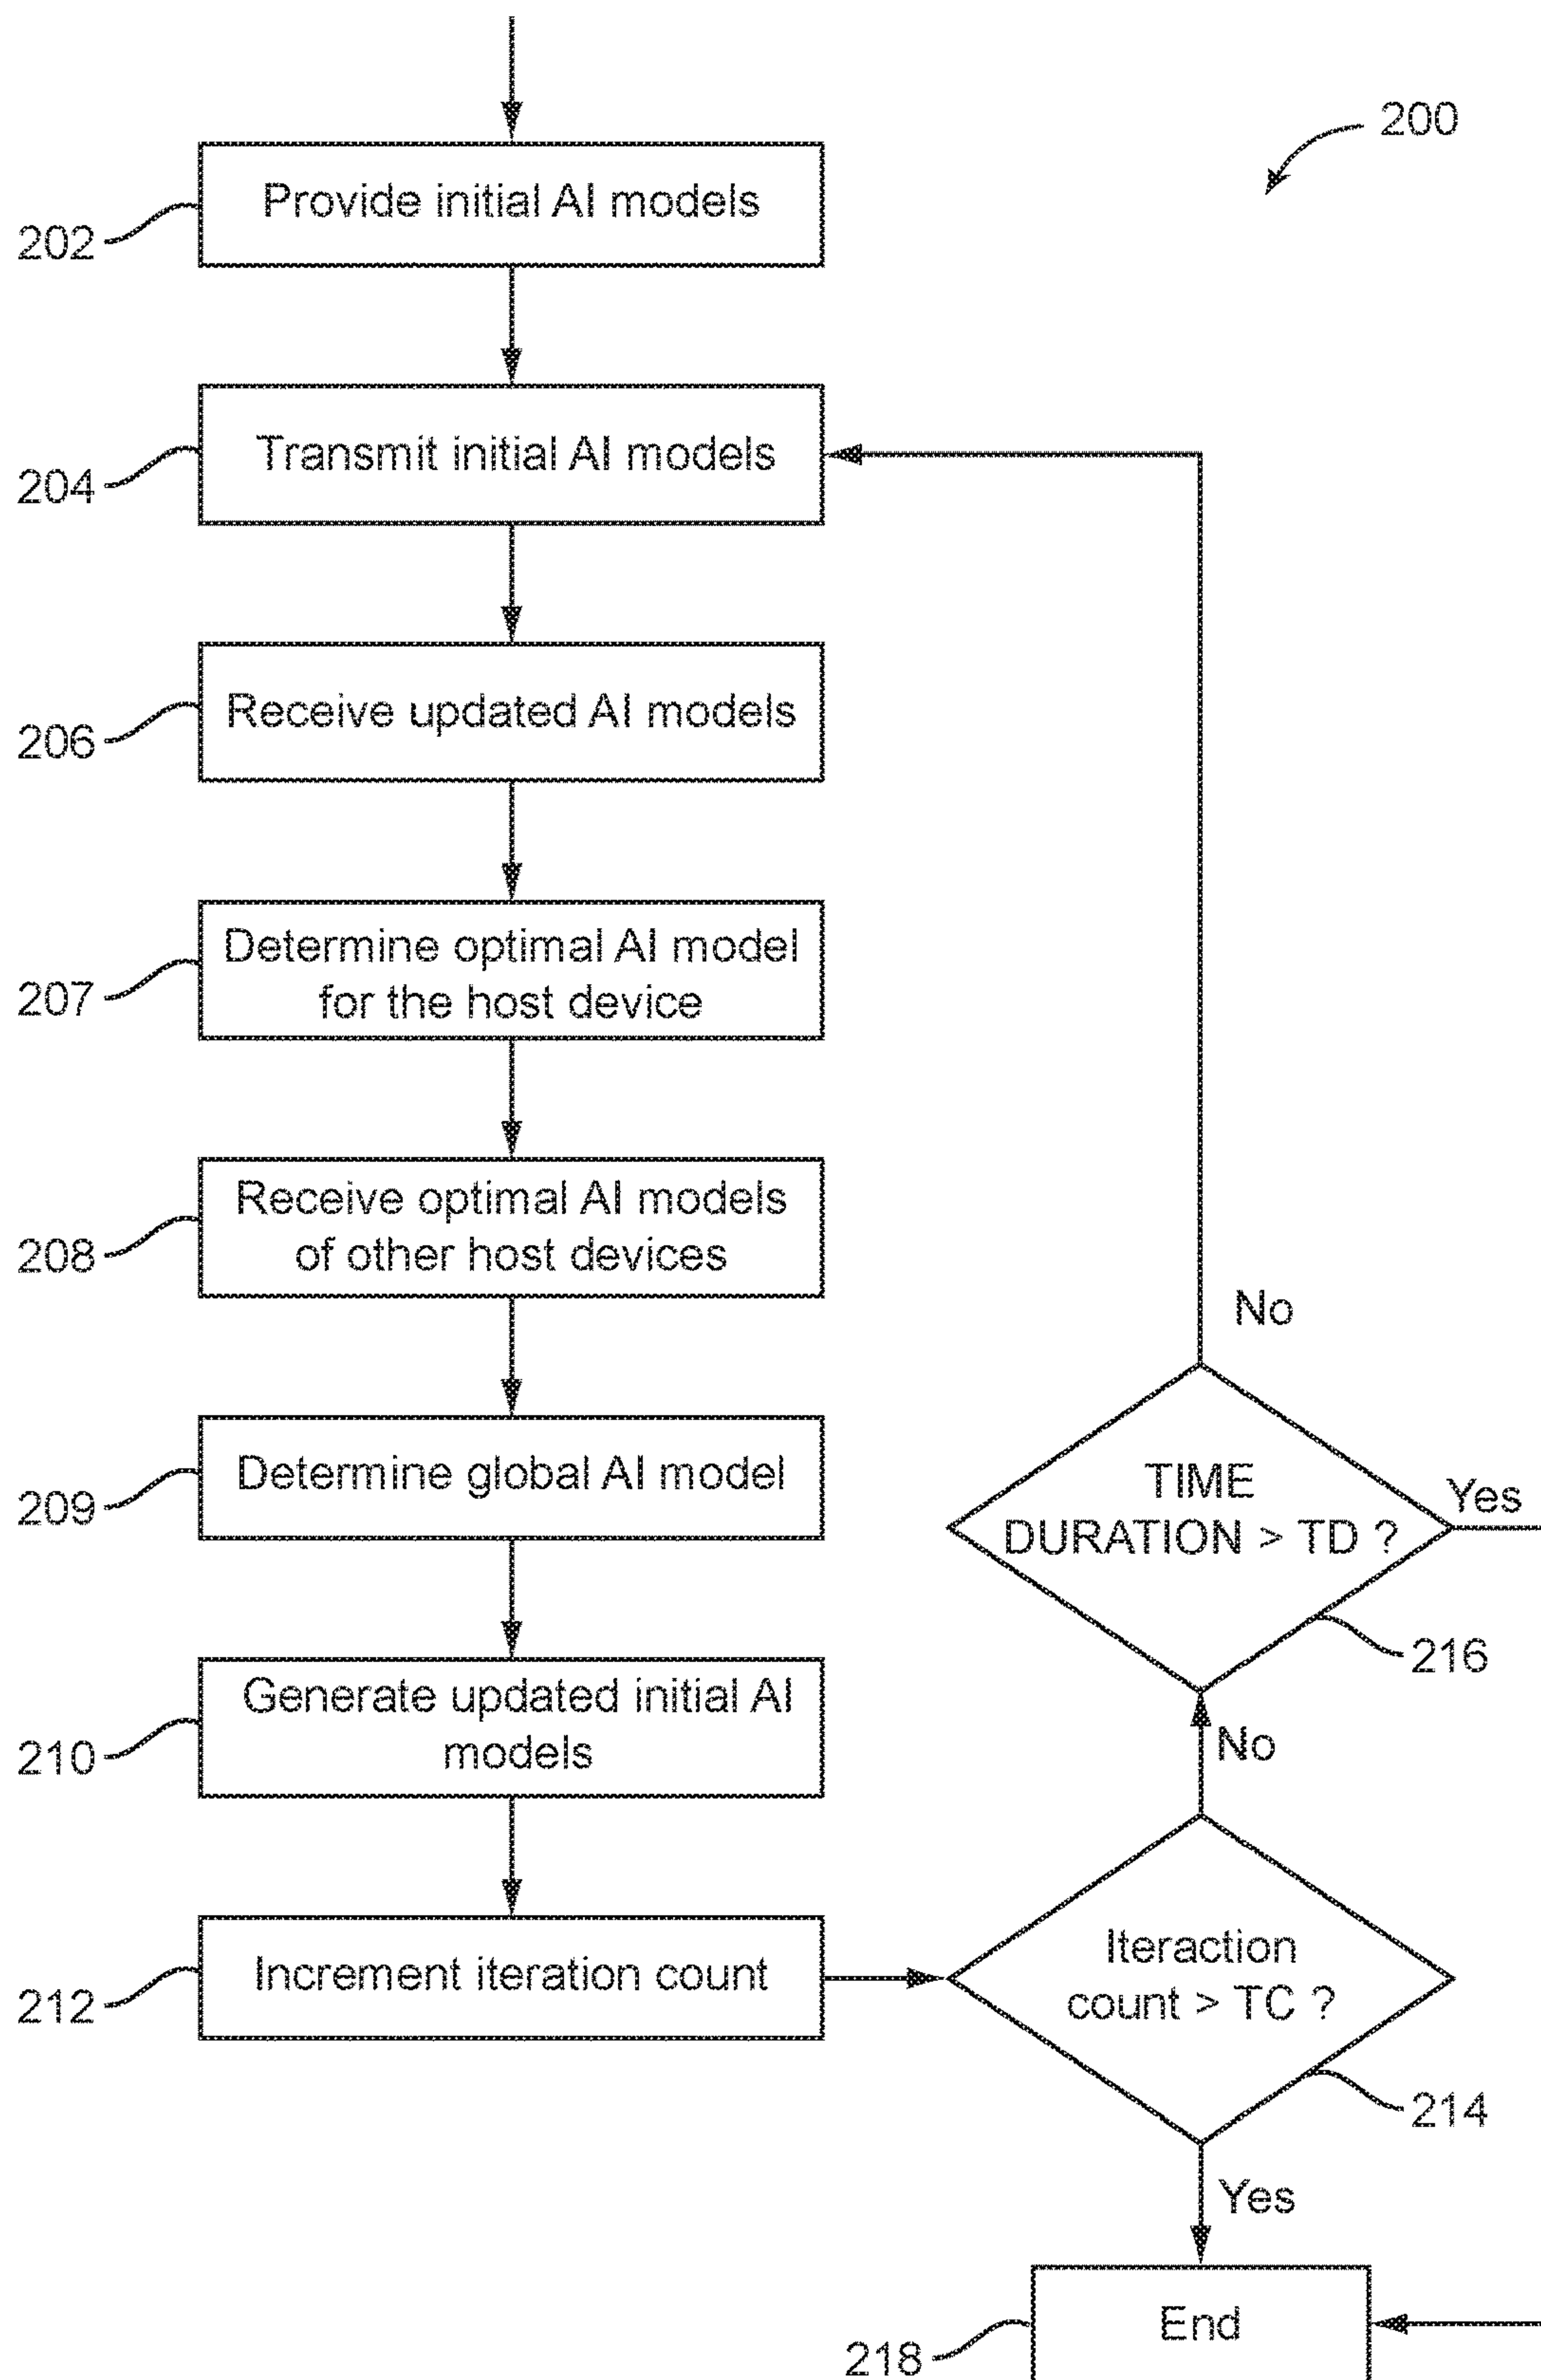 200
Provide initial AI models
202
Transmit initial AI models
204
Receive updated AI models
206
Determine optimal AI model
for the host device
207
Receive optimal AI models
of other host devices
208
No
Determine global AI model
209
TIME
DURATION > TD ?
Yes
216
Generate updated initial AI
models
210
No
Increment iteration count
212
Iteraction
count > TC ?
214
Yes
End
218